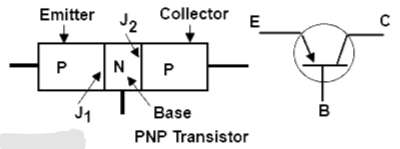 Emitter J2 Collector
P N P
J1 Base
PNP Transistor
E C
B